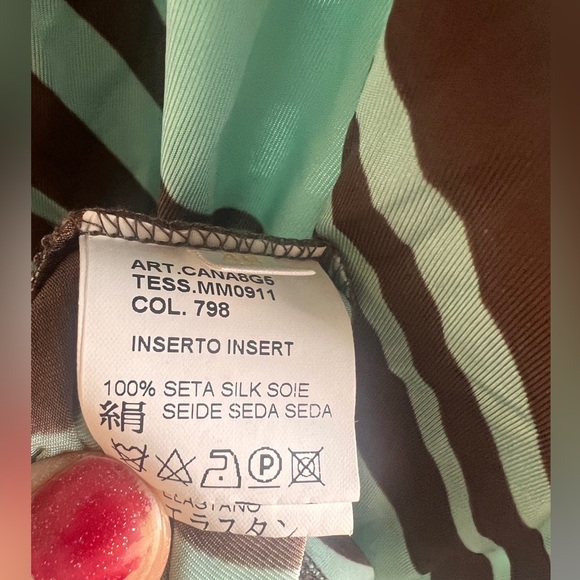 ART.CANA8G5
TESS.MM0911
COL. 798
INSERTO INSERT
100% SETA SILK SOIE
絹 SEIDE SEDA SEDA
P
ELASTANO
エラスタン